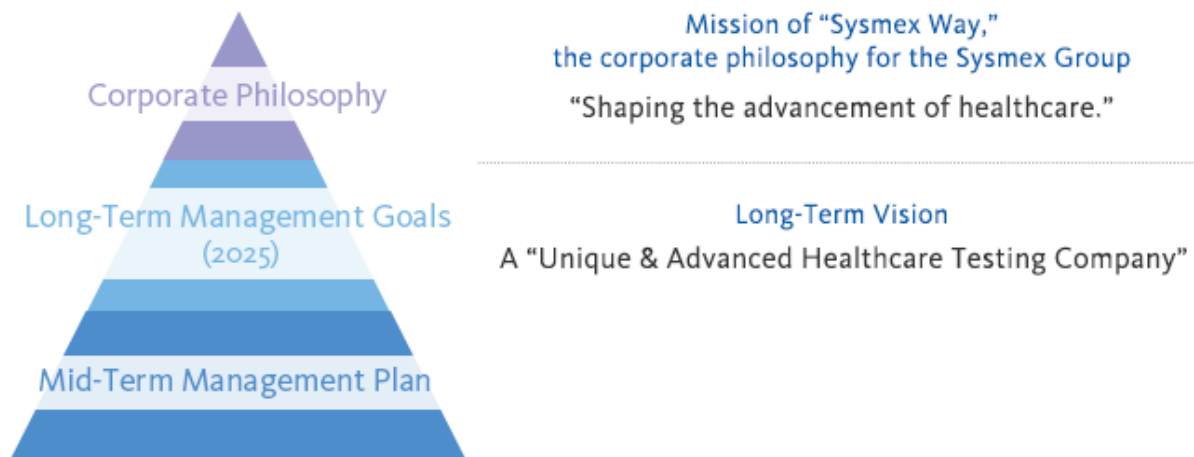 Corporate Philosophy
Mission of “Sysmex Way,”
the corporate philosophy for the Sysmex Group
“Shaping the advancement of healthcare.”
Long-Term Management Goals
(2025)
Long-Term Vision
A “Unique & Advanced Healthcare Testing Company”
Mid-Term Management Plan